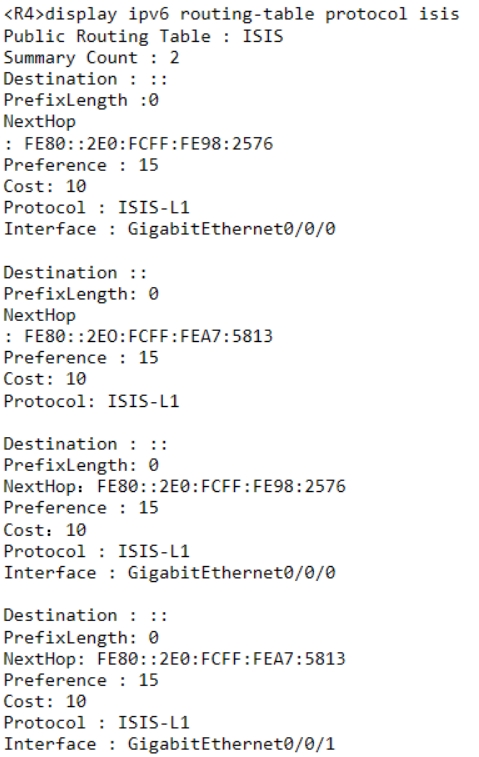 <R4>display ipv6 routing-table protocol isis
Public Routing Table : ISIS
Summary Count : 2
Destination : ::
PrefixLength :0
NextHop
: FE80::2E0:FCFF:FE98:2576
Preference : 15
Cost: 10
Protocol : ISIS-L1
Interface : GigabitEthernet0/0/0
Destination ::
PrefixLength: 0
NextHop
: FE80::2EO:FCFF:FEA7:5813
Preference : 15
Cost: 10
Protocol: ISIS-L1
Destination : ::
PrefixLength: 0
NextHop：FE80::2E0:FCFF:FE98:2576
Preference : 15
Cost：10
Protocol : ISIS-L1
Interface : GigabitEthernet0/0/0
Destination : ::
PrefixLength: 0
NextHop: FE80::2E0:FCFF:FEA7:5813
Preference : 15
Cost: 10
Protocol : ISIS-L1
Interface : GigabitEthernet0/0/1